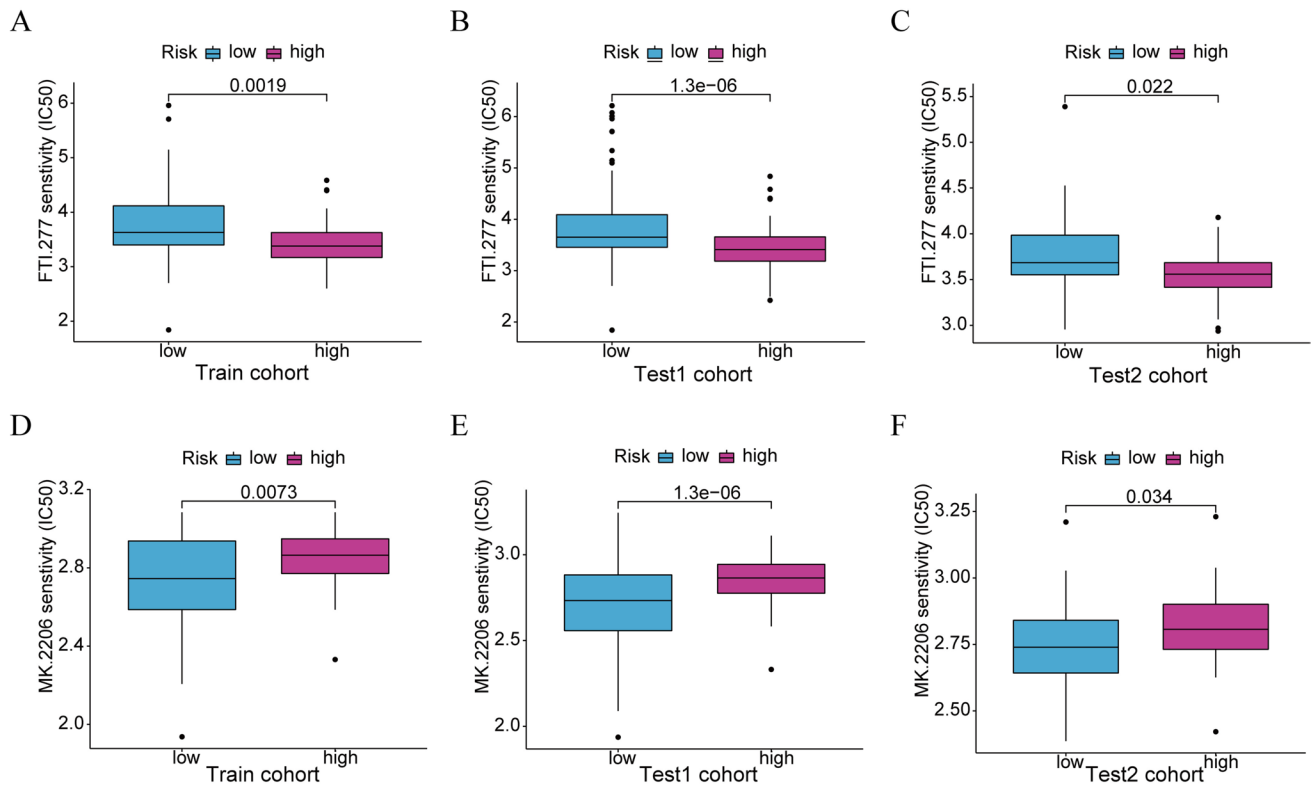 A
Risk low high
0.0019
FTI.277 senstivity (IC50)
6
5
4
3
2
low high
Train cohort
B
Risk low high
1.3e−06
FTI.277 senstivity (IC50)
6
5
4
3
2
low high
Test1 cohort
C
Risk low high
0.022
FTI.277 senstivity (IC50)
5.5
5.0
4.5
4.0
3.5
3.0
low high
Test2 cohort
D
Risk low high
0.0073
MK.2206 senstivity (IC50)
3.2
2.8
2.4
2.0
low high
Train cohort
E
Risk low high
1.3e−06
MK.2206 senstivity (IC50)
3.0
2.5
2.0
low high
Test1 cohort
F
Risk low high
0.034
MK.2206 senstivity (IC50)
3.25
3.00
2.75
2.50
low high
Test2 cohort